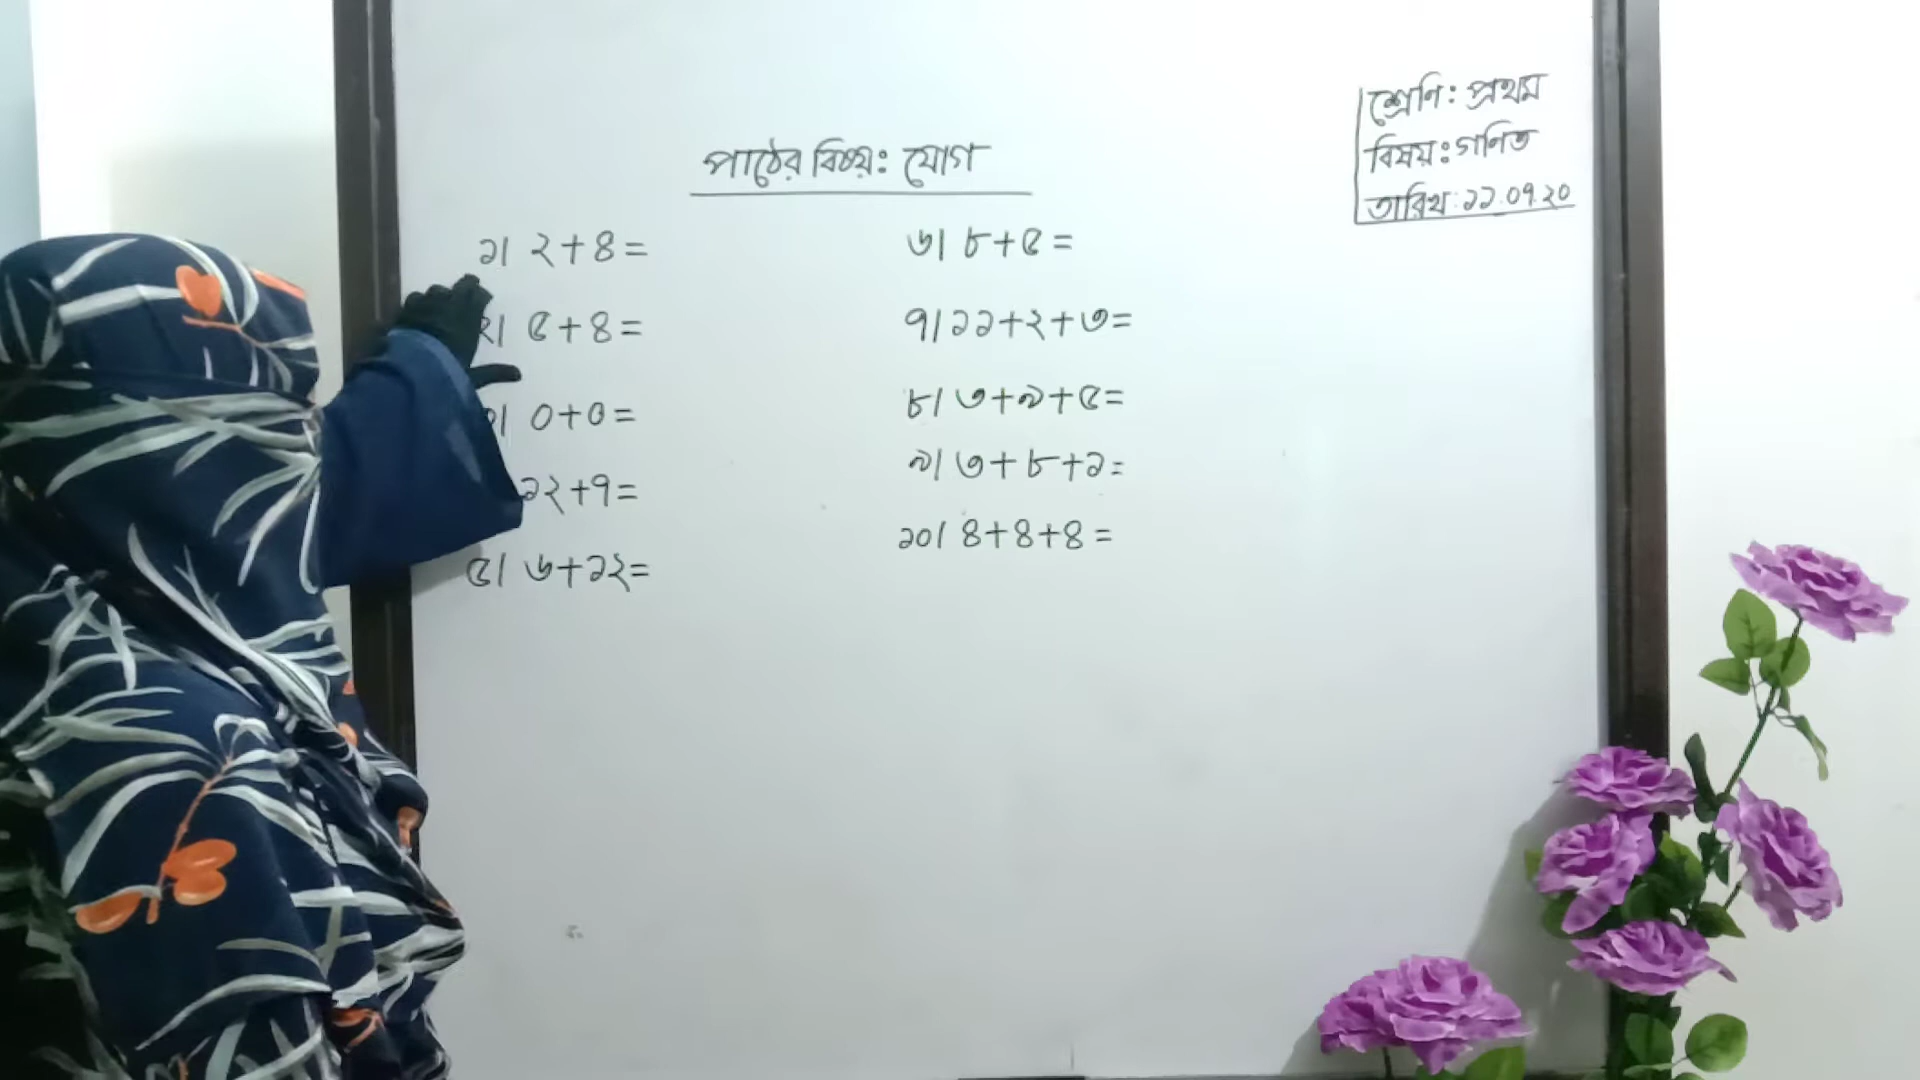 শ্রেণি: প্রথম
বিষয়: গণিত
তারিখ: ১১.০৭.২০
পাঠের বিষয়: যোগ
১। ২+৪=
২। ৫+৪=
০+০=
১২+৭=
৫। ৬+১২=
৬। ৮+৫=
৭। ১১+২+৩=
৮। ৩+৯+৫=
৯। ৩+৮+১=
১০। ৪+৪+৪=